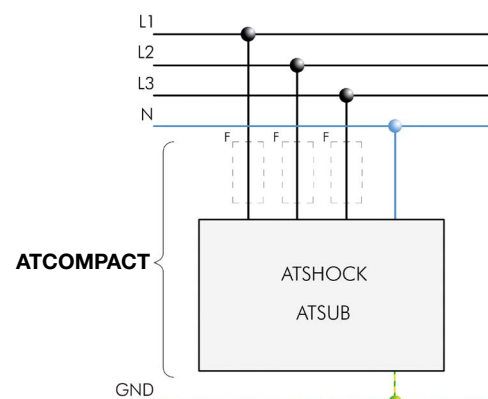 L1
L2
L3
N
F F F
ATCOMPACT
ATSHOCK
ATSUB
GND